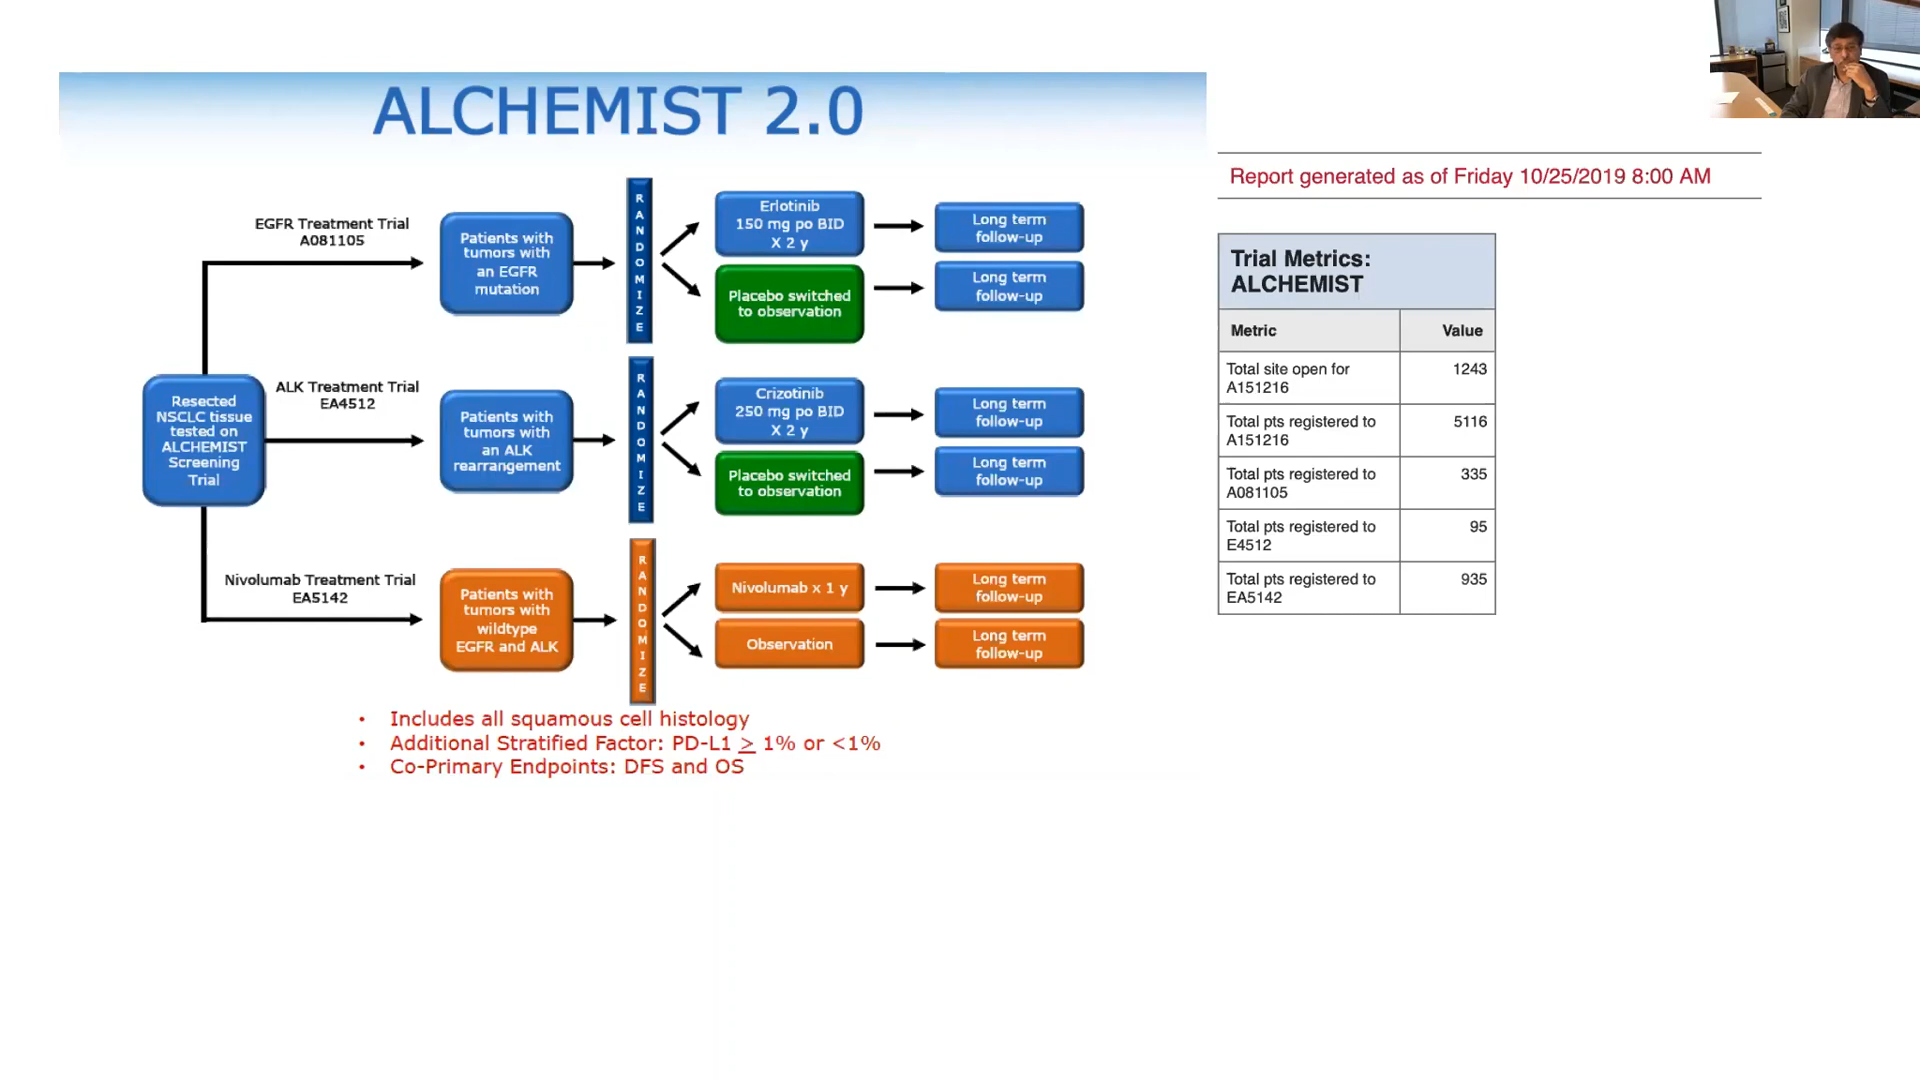 ALCHEMIST 2.0
Report generated as of Friday 10/25/2019 8:00 AM
EGFR Treatment Trial
A081105
Patients with
tumors with
an EGFR
mutation
RANDOMIZE
Erlotinib
150 mg po BID
X 2 y
Long term
follow-up
Placebo switched
to observation
Long term
follow-up
Resected
NSCLC tissue
tested on
ALCHEMIST
Screening
Trial
ALK Treatment Trial
EA4512
Patients with
tumors with
an ALK
rearrangement
RANDOMIZE
Crizotinib
250 mg po BID
X 2 y
Long term
follow-up
Placebo switched
to observation
Long term
follow-up
Nivolumab Treatment Trial
EA5142
Patients with
tumors with
wildtype
EGFR and ALK
RANDOMIZE
Nivolumab x 1 y
Long term
follow-up
Observation
Long term
follow-up
• Includes all squamous cell histology
• Additional Stratified Factor: PD-L1 ≥ 1% or <1%
• Co-Primary Endpoints: DFS and OS
Trial Metrics:
ALCHEMIST
Metric Value
Total site open for 1243
A151216
Total pts registered to 5116
A151216
Total pts registered to 335
A081105
Total pts registered to 95
E4512
Total pts registered to 935
EA5142